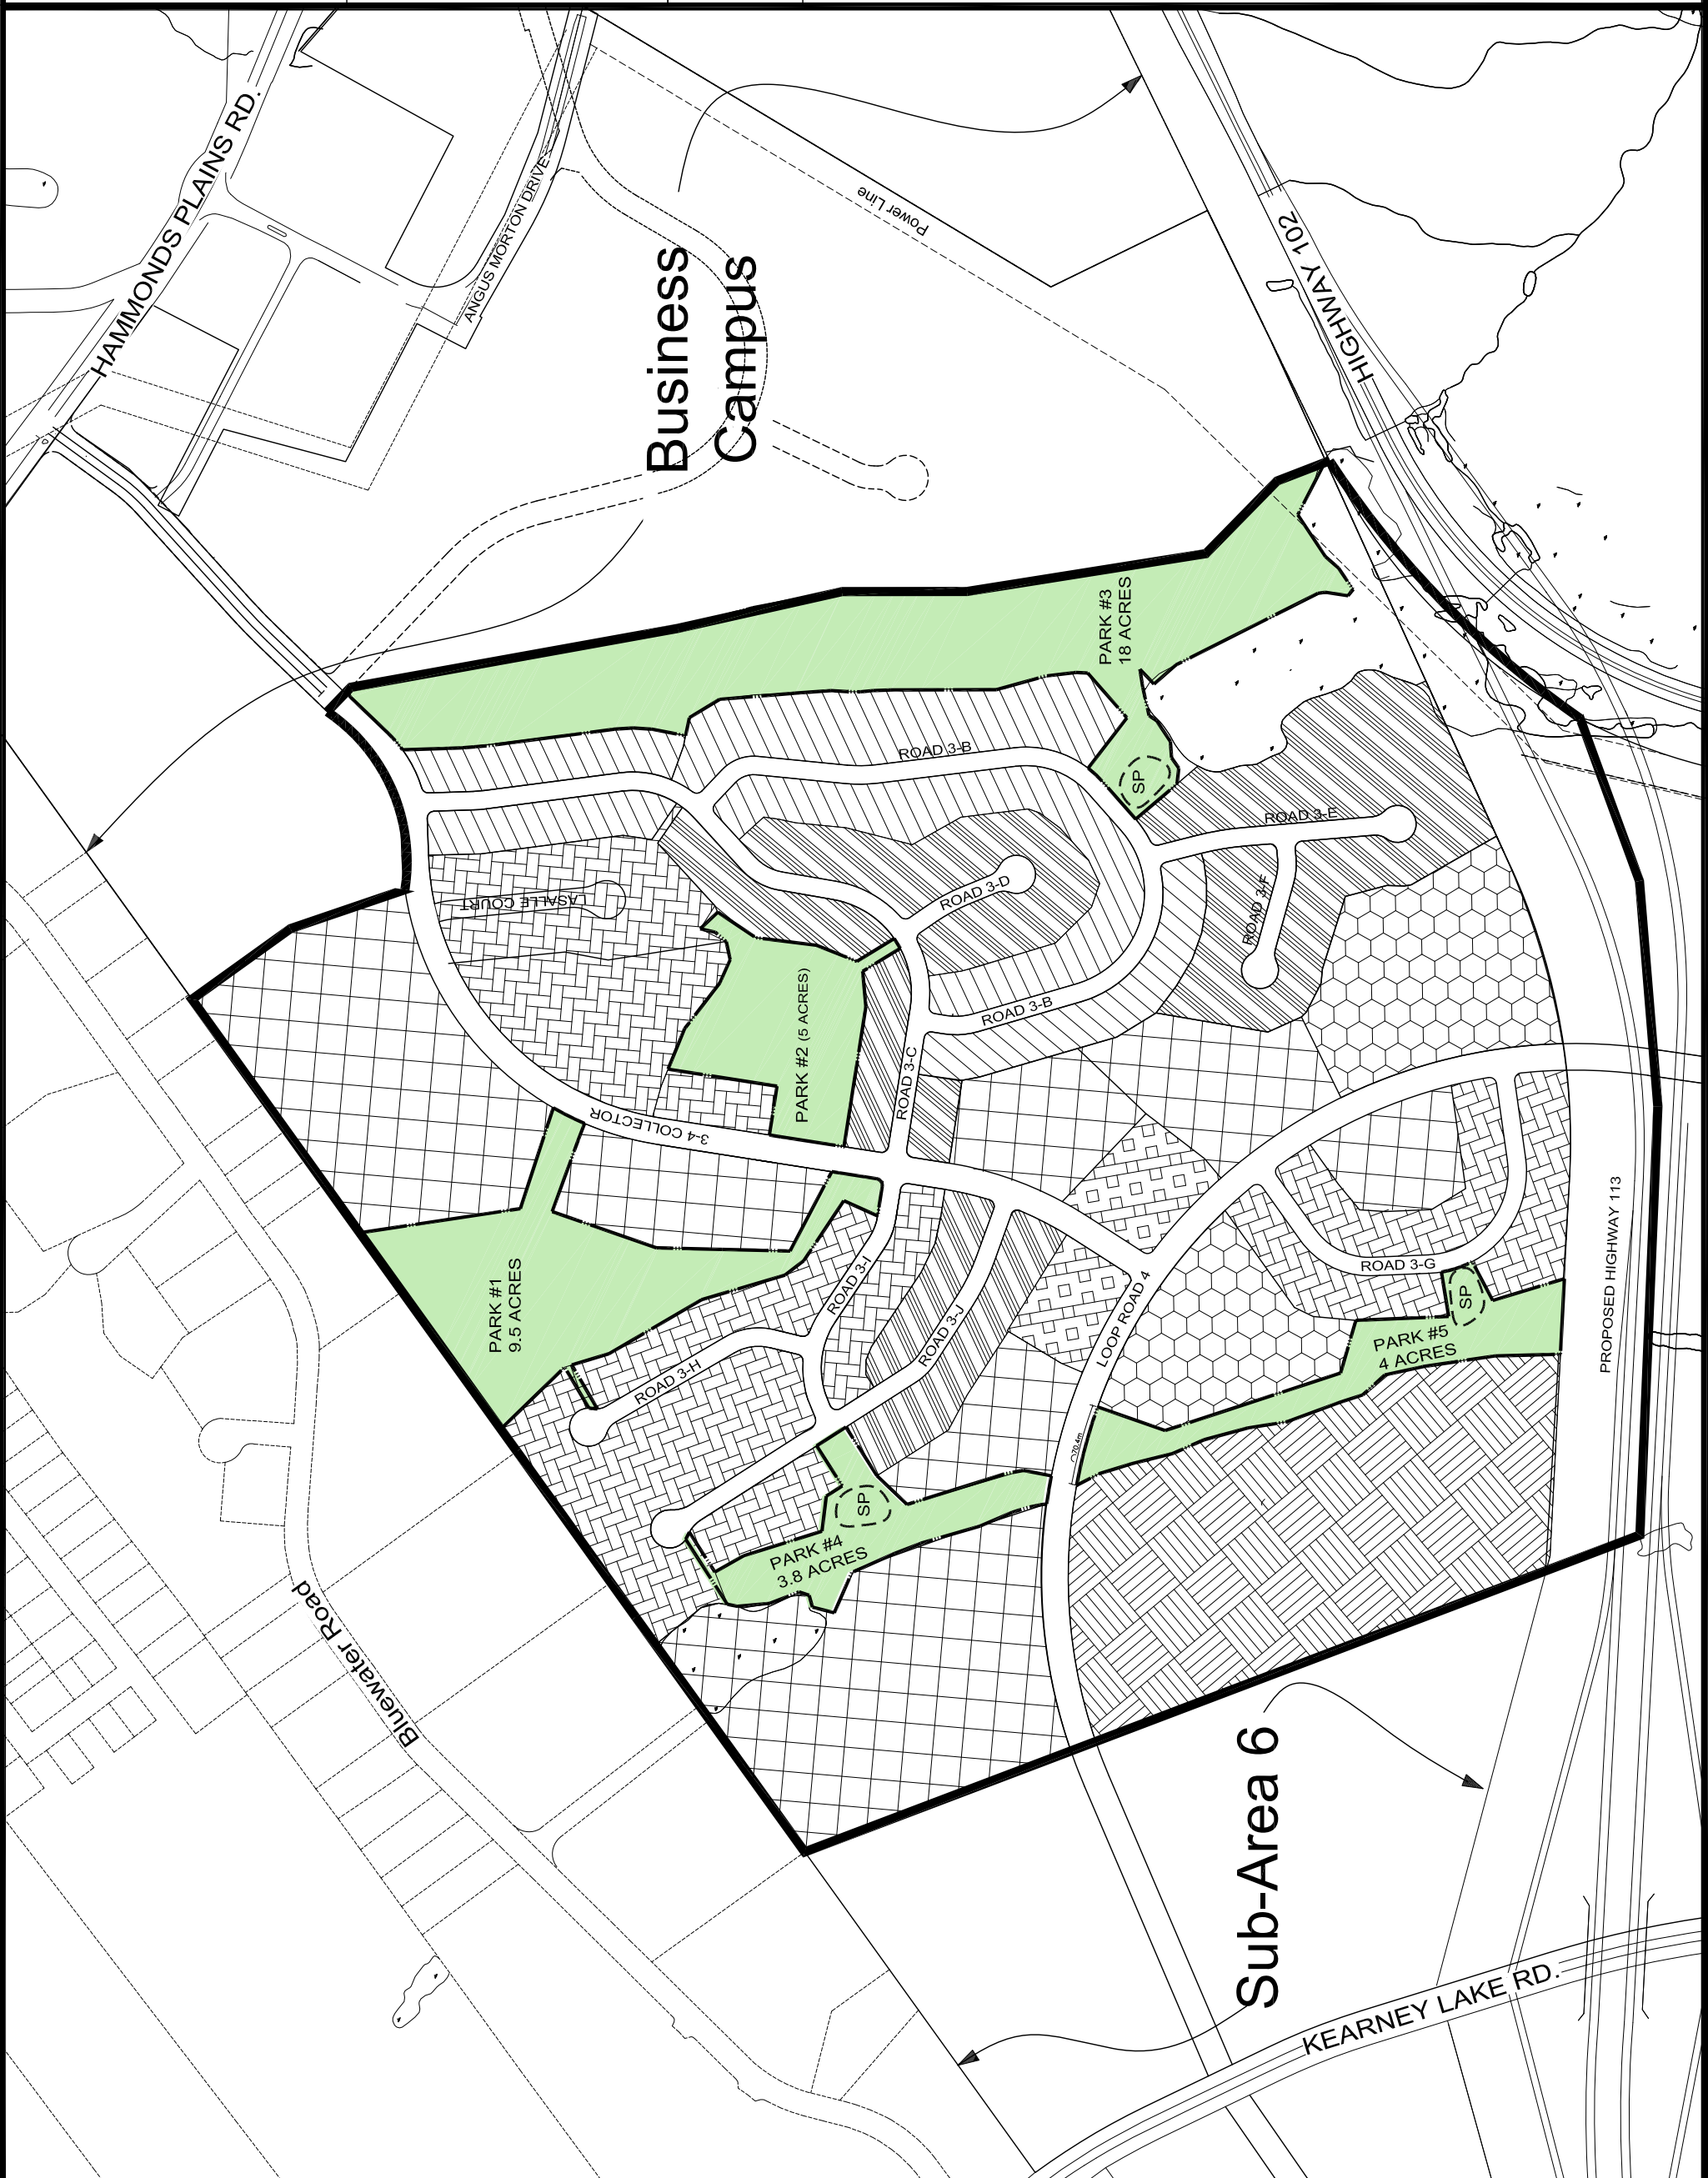 HAMMONDS PLAINS RD.
ANGUS MORTON DRIVE
Power Line
HIGHWAY 102
Business
Campus
PARK #3
18 ACRES
ROAD 3-B
SP
ROAD 3-E
ROAD 3-D
ROAD 3-F
LASALLE COURT
PARK #2 (5 ACRES)
ROAD 3-B
ROAD 3-C
3-4 COLLECTOR
PARK #1
9.5 ACRES
ROAD 3-I
ROAD 3-J
ROAD 3-H
LOOP ROAD 4
ROAD 3-G
SP
PARK #5
4 ACRES
PROPOSED HIGHWAY 113
SP
PARK #4
3.8 ACRES
Bluewater Road
Sub-Area 6
KEARNEY LAKE RD.